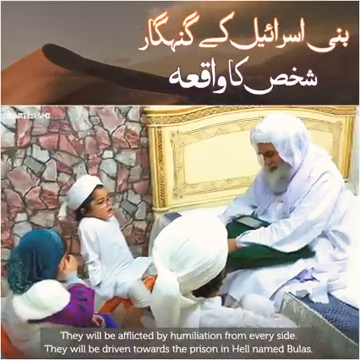 بنی اسرائیل کے گنہگار
شخص کا واقعہ
They will be afflicted by humiliation from every side.
They will be driven towards the prison in Hell named Bulas.